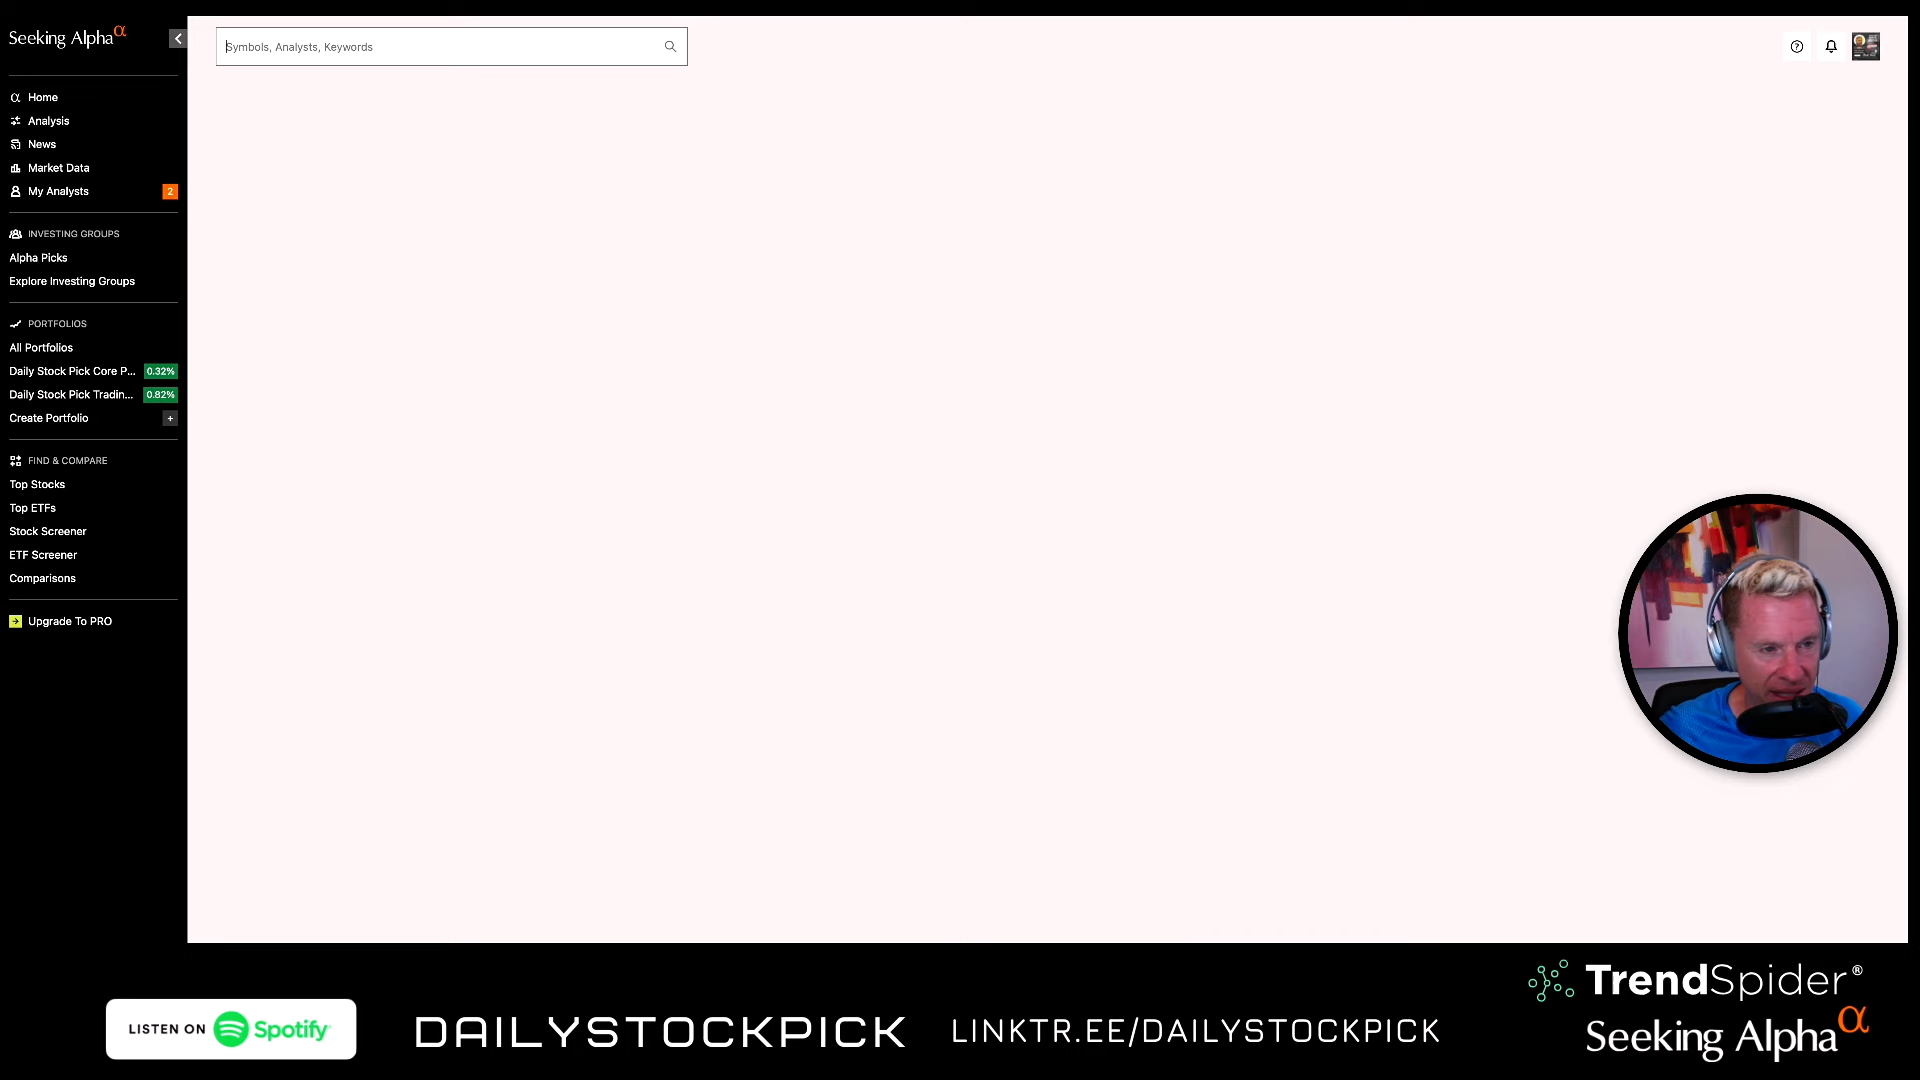 Seeking Alpha α
Symbols, Analysts, Keywords
Home
Analysis
News
Market Data
My Analysts 2
INVESTING GROUPS
Alpha Picks
Explore Investing Groups
PORTFOLIOS
All Portfolios
Daily Stock Pick Core P... 0.32%
Daily Stock Pick Tradin... 0.82%
Create Portfolio +
FIND & COMPARE
Top Stocks
Top ETFs
Stock Screener
ETF Screener
Comparisons
Upgrade To PRO
LISTEN ON Spotify
DAILYSTOCKPICK
LINKTR.EE/DAILYSTOCKPICK
TrendSpider®
Seeking Alpha α